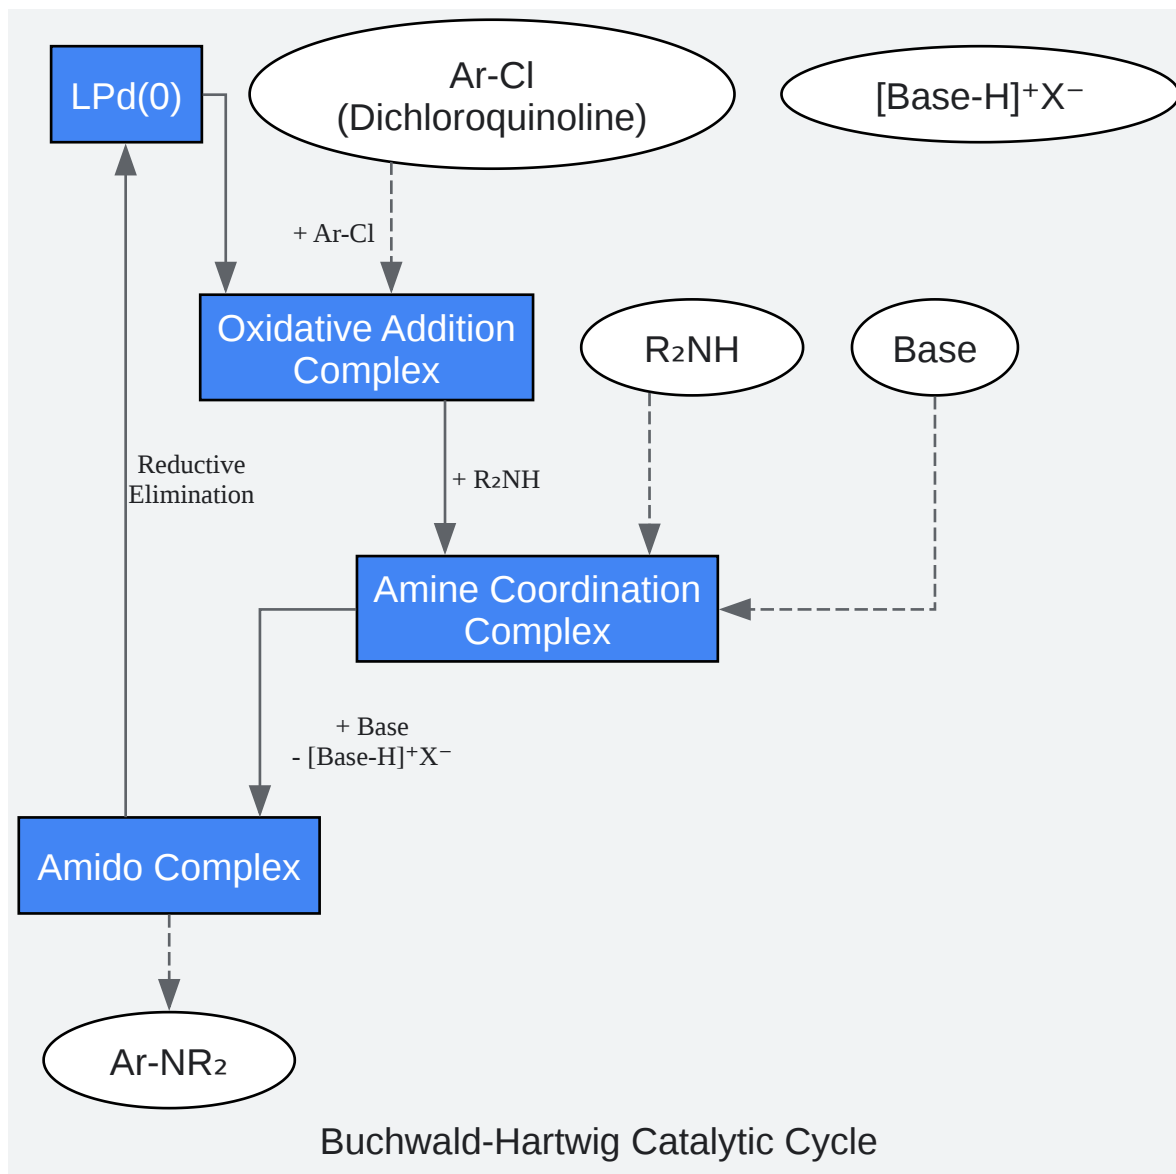 LPd(0)
Ar-Cl
(Dichloroquinoline)
[Base-H]⁺X⁻
+ Ar-Cl
Oxidative Addition
Complex
R₂NH
Base
Reductive
Elimination
+ R₂NH
Amine Coordination
Complex
+ Base
- [Base-H]⁺X⁻
Amido Complex
Ar-NR₂
Buchwald-Hartwig Catalytic Cycle